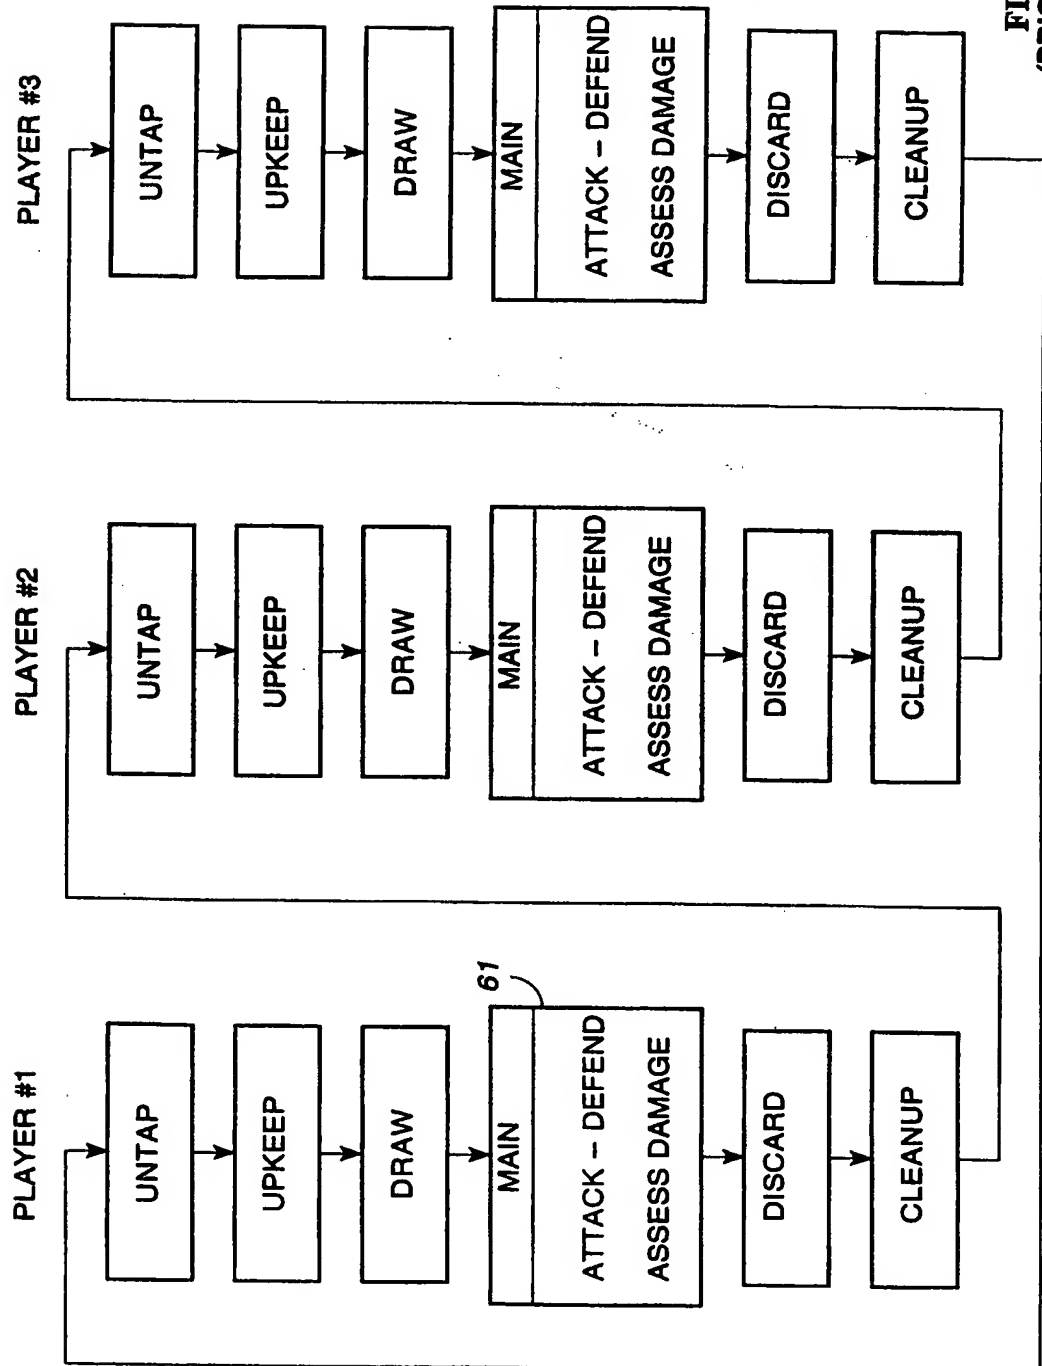 PLAYER #1
UNTAP
UPKEEP
DRAW
MAIN
61
ATTACK – DEFEND
ASSESS DAMAGE
DISCARD
CLEANUP
PLAYER #2
UNTAP
UPKEEP
DRAW
MAIN
ATTACK – DEFEND
ASSESS DAMAGE
DISCARD
CLEANUP
PLAYER #3
UNTAP
UPKEEP
DRAW
MAIN
ATTACK – DEFEND
ASSESS DAMAGE
DISCARD
CLEANUP